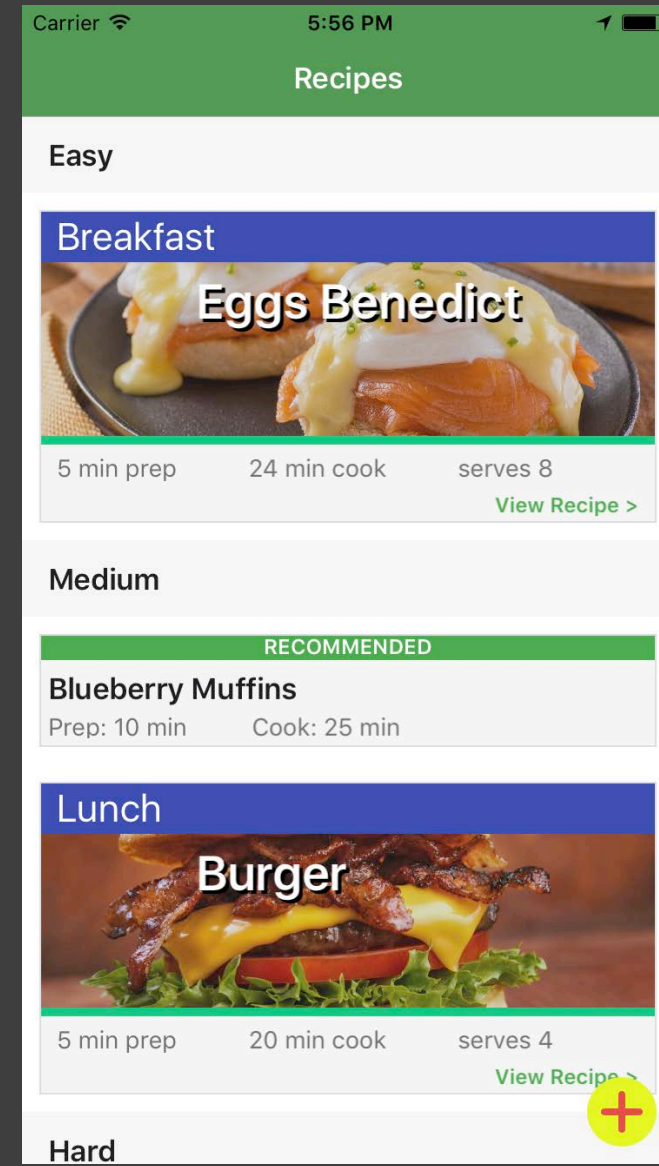 Carrier 5:56 PM
Recipes
Easy
Breakfast
Eggs Benedict
5 min prep 24 min cook serves 8
View Recipe >
Medium
RECOMMENDED
Blueberry Muffins
Prep: 10 min Cook: 25 min
Lunch
Burger
5 min prep 20 min cook serves 4
View Recipe >
+
Hard